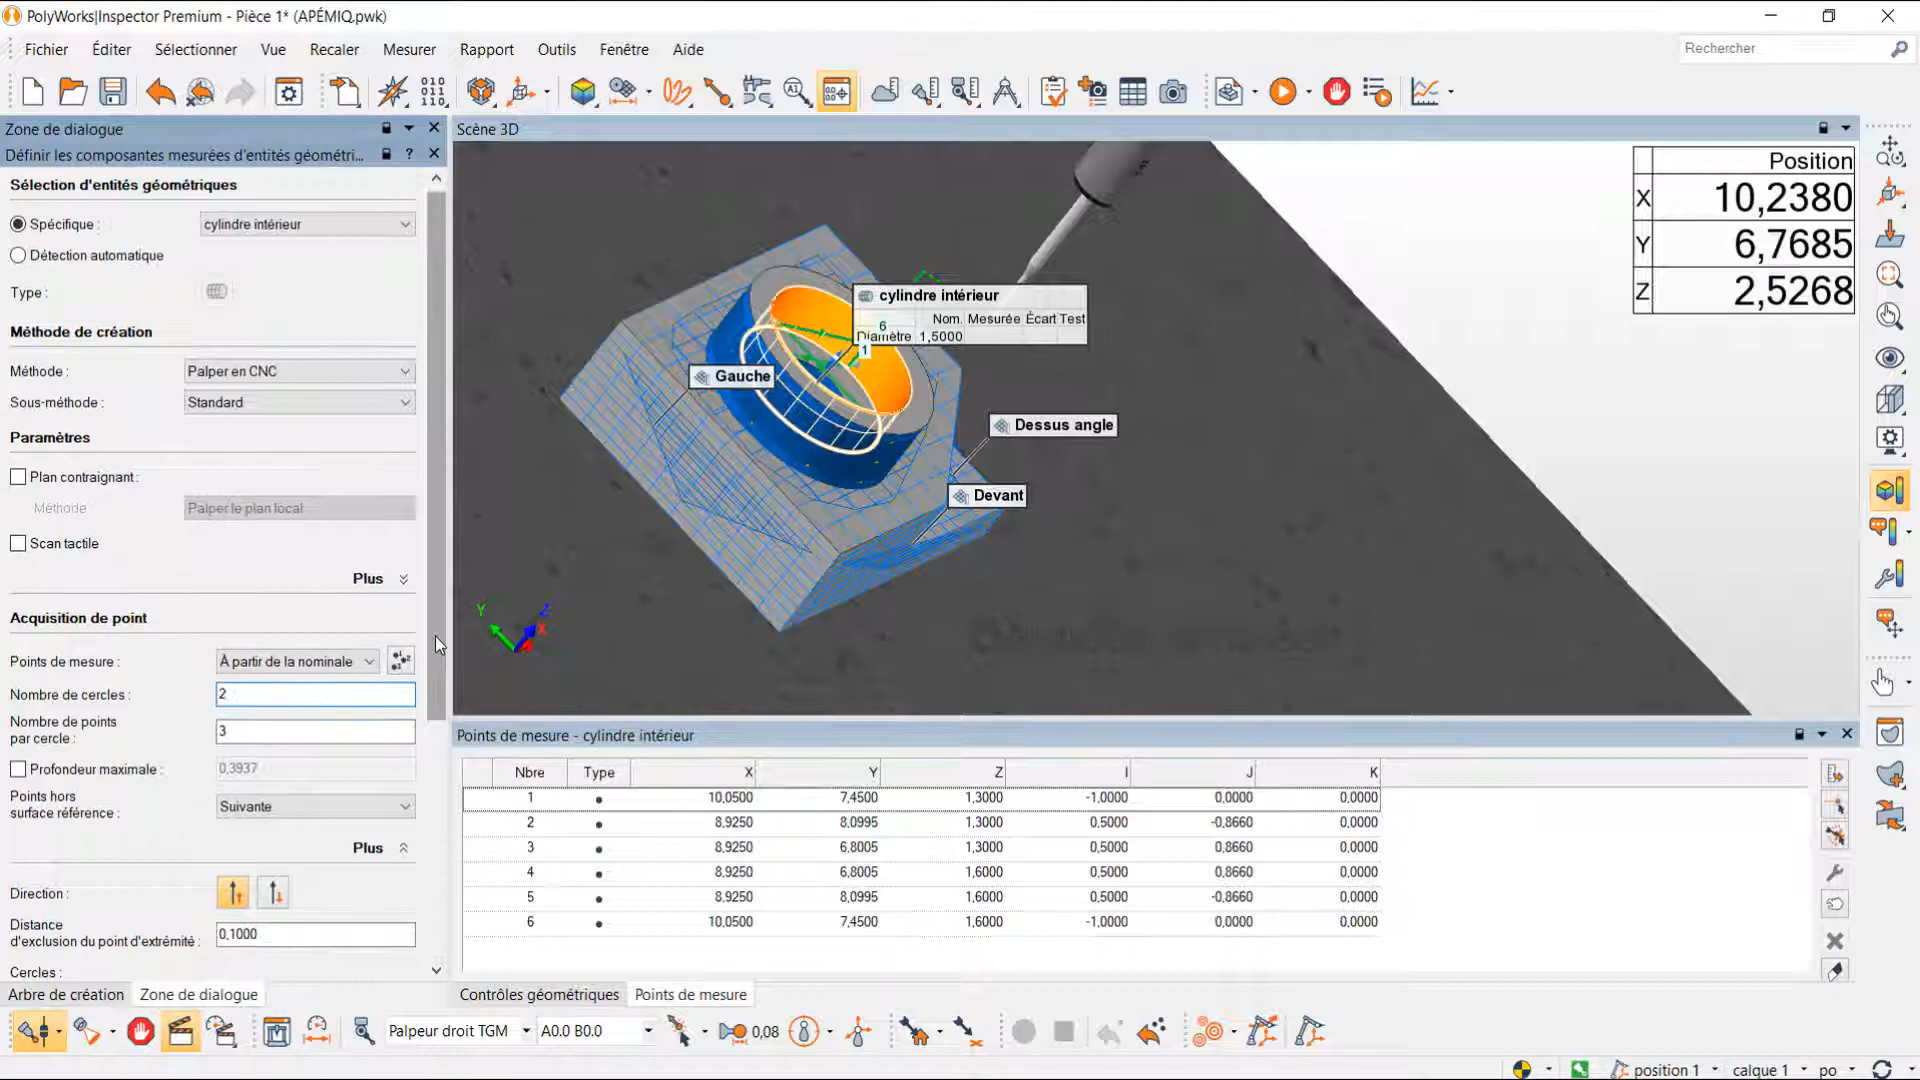 PolyWorks|Inspector Premium - Pièce 1* (APÉMIQ.pwk)
Fichier Éditer Sélectionner Vue Recaler Mesurer Rapport Outils Fenêtre Aide
Rechercher
Zone de dialogue
Définir les composantes mesurées d'entités géométri...
Sélection d'entités géométriques
Spécifique : cylindre intérieur
Détection automatique
Type :
Méthode de création
Méthode : Palper en CNC
Sous-méthode : Standard
Paramètres
Plan contraignant :
Méthode Palper le plan local
Scan tactile
Plus
Acquisition de point
Points de mesure : À partir de la nominale
Nombre de cercles : 2
Nombre de points
par cercle : 3
Profondeur maximale : 0,3937
Points hors
surface référence : Suivante
Plus
Direction :
Distance
d'exclusion du point d'extrémité : 0,1000
Cercles :
Arbre de création Zone de dialogue
Scène 3D
Position
X 10,2380
Y 6,7685
Z 2,5268
cylindre intérieur
Nom. Mesurée Écart Test
Diamètre 1,5000
6
1
Gauche
Dessus angle
Devant
Y Z X
Points de mesure - cylindre intérieur
Nbre Type X Y Z I J K
1 10,0500 7,4500 1,3000 -1,0000 0,0000 0,0000
2 8,9250 8,0995 1,3000 0,5000 -0,8660 0,0000
3 8,9250 6,8005 1,3000 0,5000 0,8660 0,0000
4 8,9250 6,8005 1,6000 0,5000 0,8660 0,0000
5 8,9250 8,0995 1,6000 0,5000 -0,8660 0,0000
6 10,0500 7,4500 1,6000 -1,0000 0,0000 0,0000
Contrôles géométriques Points de mesure
Palpeur droit TGM A0.0 B0.0 0,08
position 1 calque 1 po